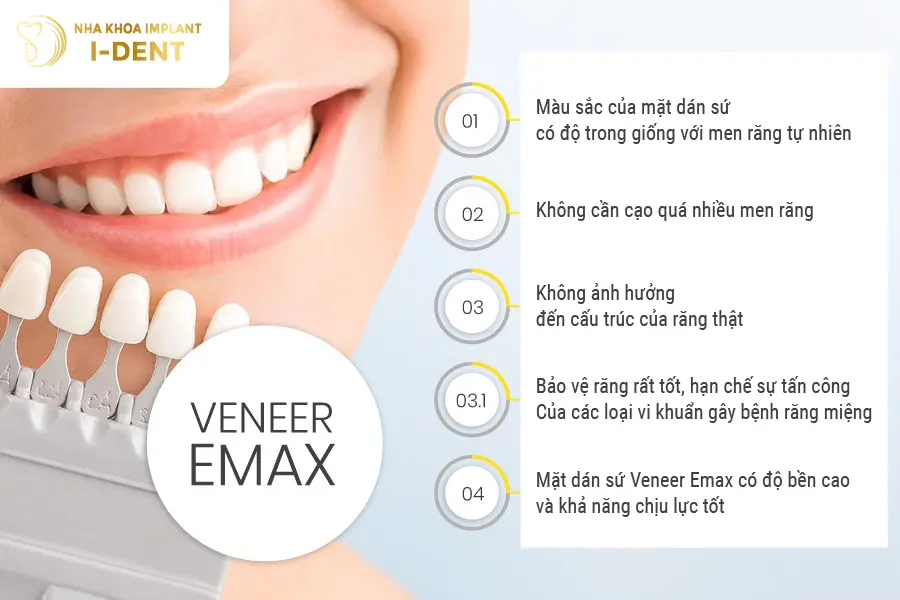 NHA KHOA IMPLANT
I-DENT
01
Màu sắc của mặt dán sứ
có độ trong giống với men răng tự nhiên
02
Không cần cạo quá nhiều men răng
03
Không ảnh hưởng
đến cấu trúc của răng thật
03.1
Bảo vệ răng rất tốt, hạn chế sự tấn công
Của các loại vi khuẩn gây bệnh răng miệng
04
Mặt dán sứ Veneer Emax có độ bền cao
và khả năng chịu lực tốt
VENEER
EMAX